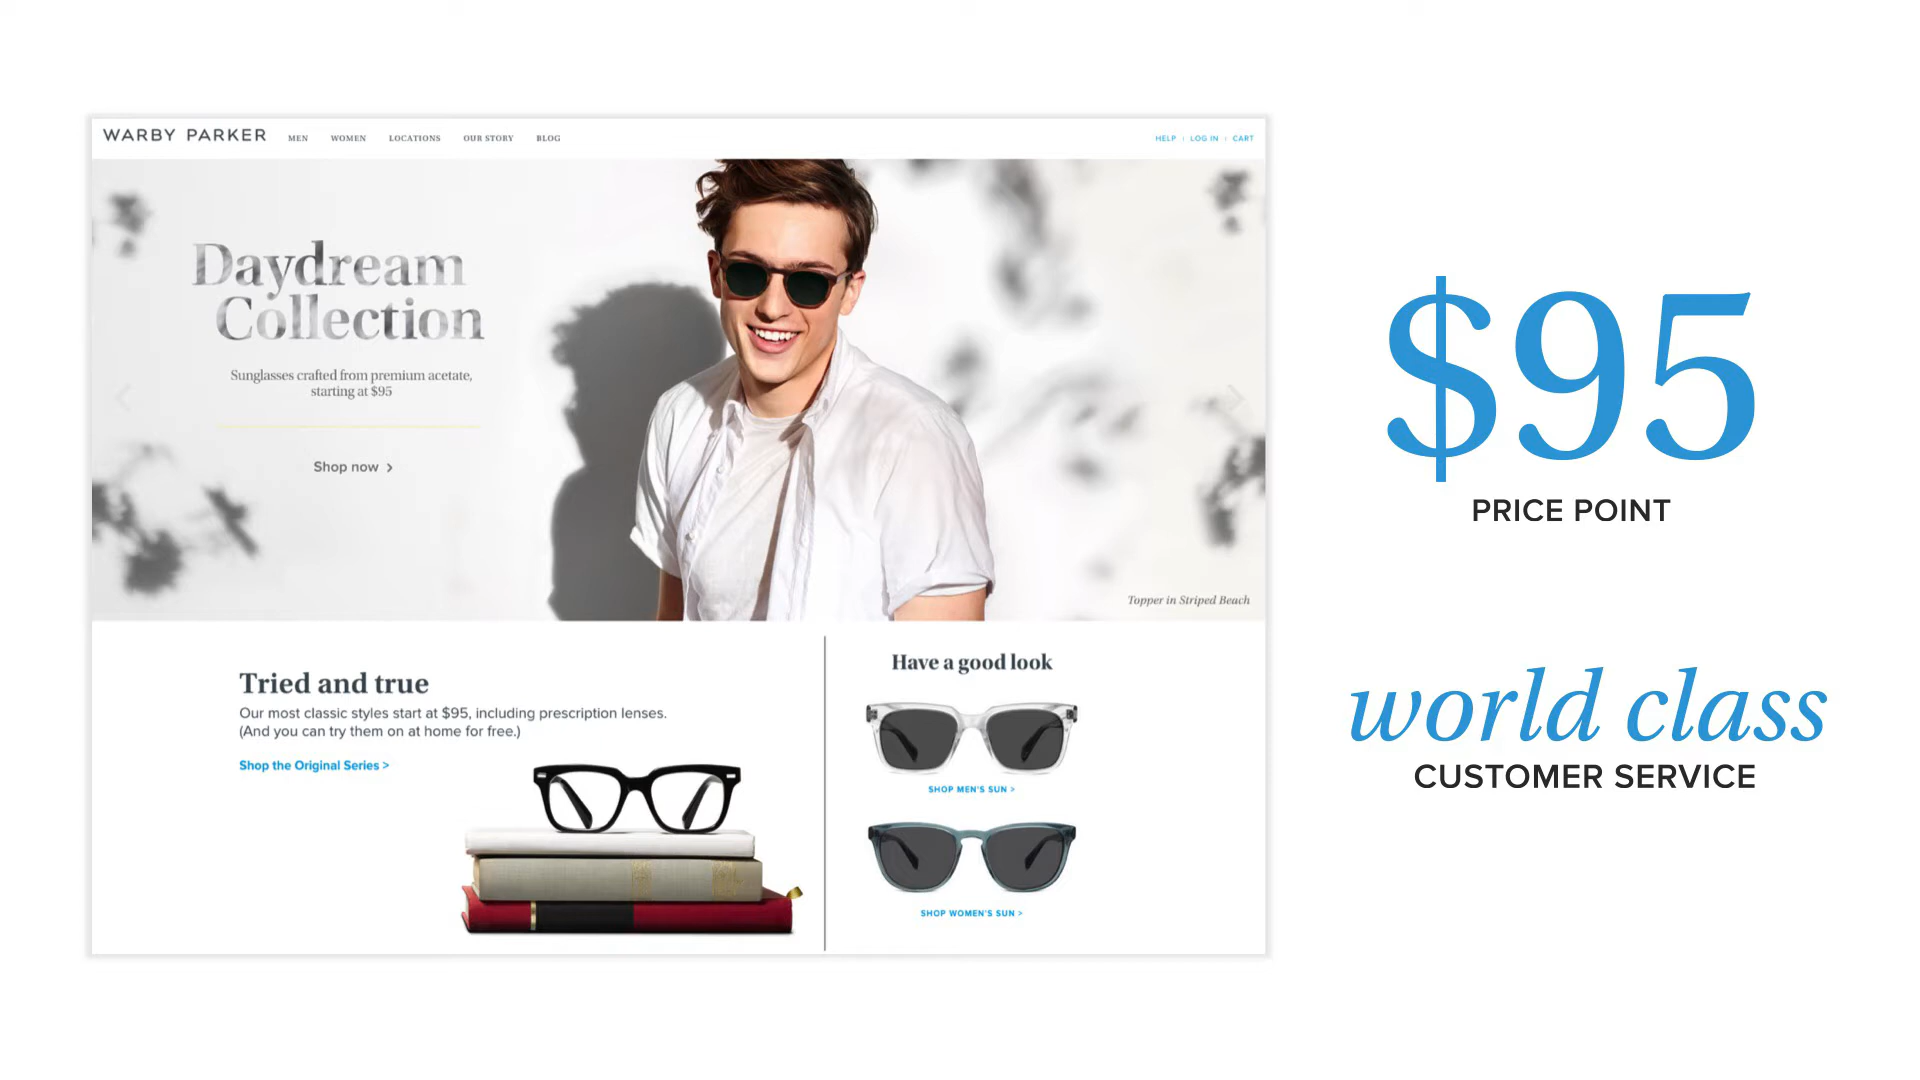 WARBY PARKER MEN WOMEN LOCATIONS OUR STORY BLOG HELP | LOG IN | CART
Daydream
Collection
Sunglasses crafted from premium acetate,
starting at $95
Shop now >
Topper in Striped Beach
Tried and true
Our most classic styles start at $95, including prescription lenses.
(And you can try them on at home for free.)
Shop the Original Series >
Have a good look
SHOP MEN'S SUN >
SHOP WOMEN'S SUN >
$95
PRICE POINT
world class
CUSTOMER SERVICE